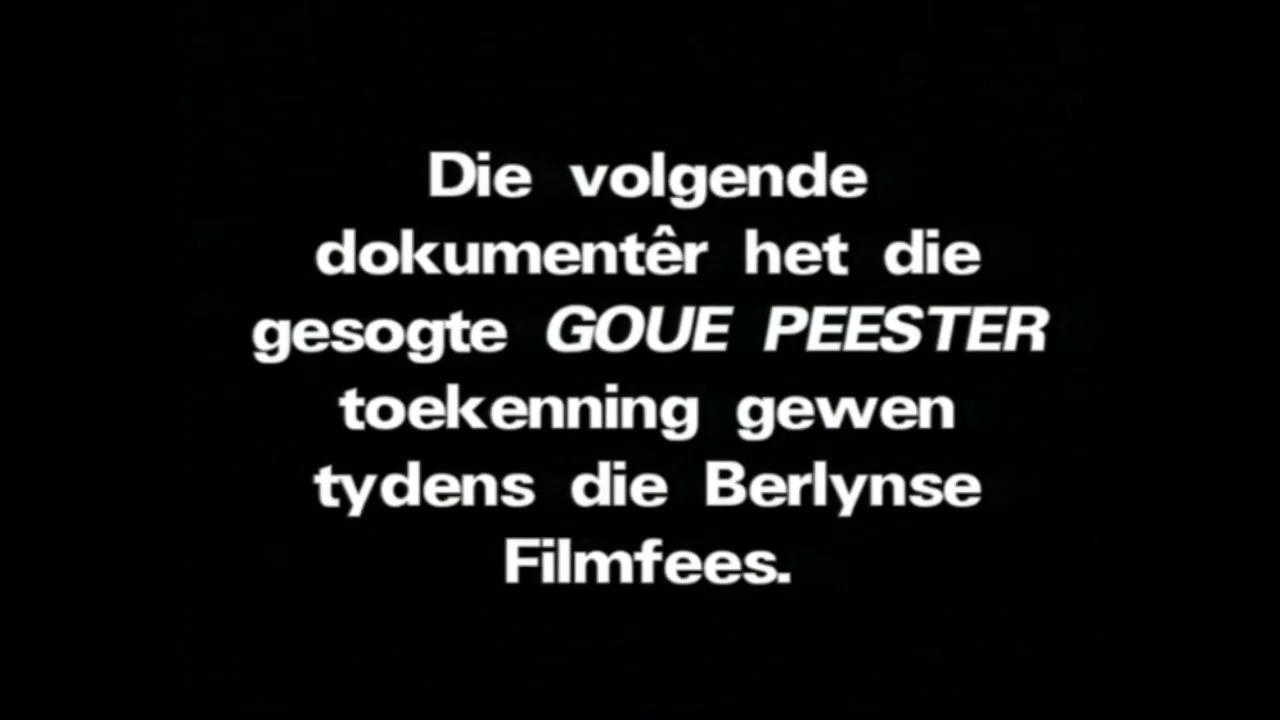 Die volgende
dokumentêr het die
gesogte GOUE PEESTER
toekenning gewen
tydens die Berlynse
Filmfees.